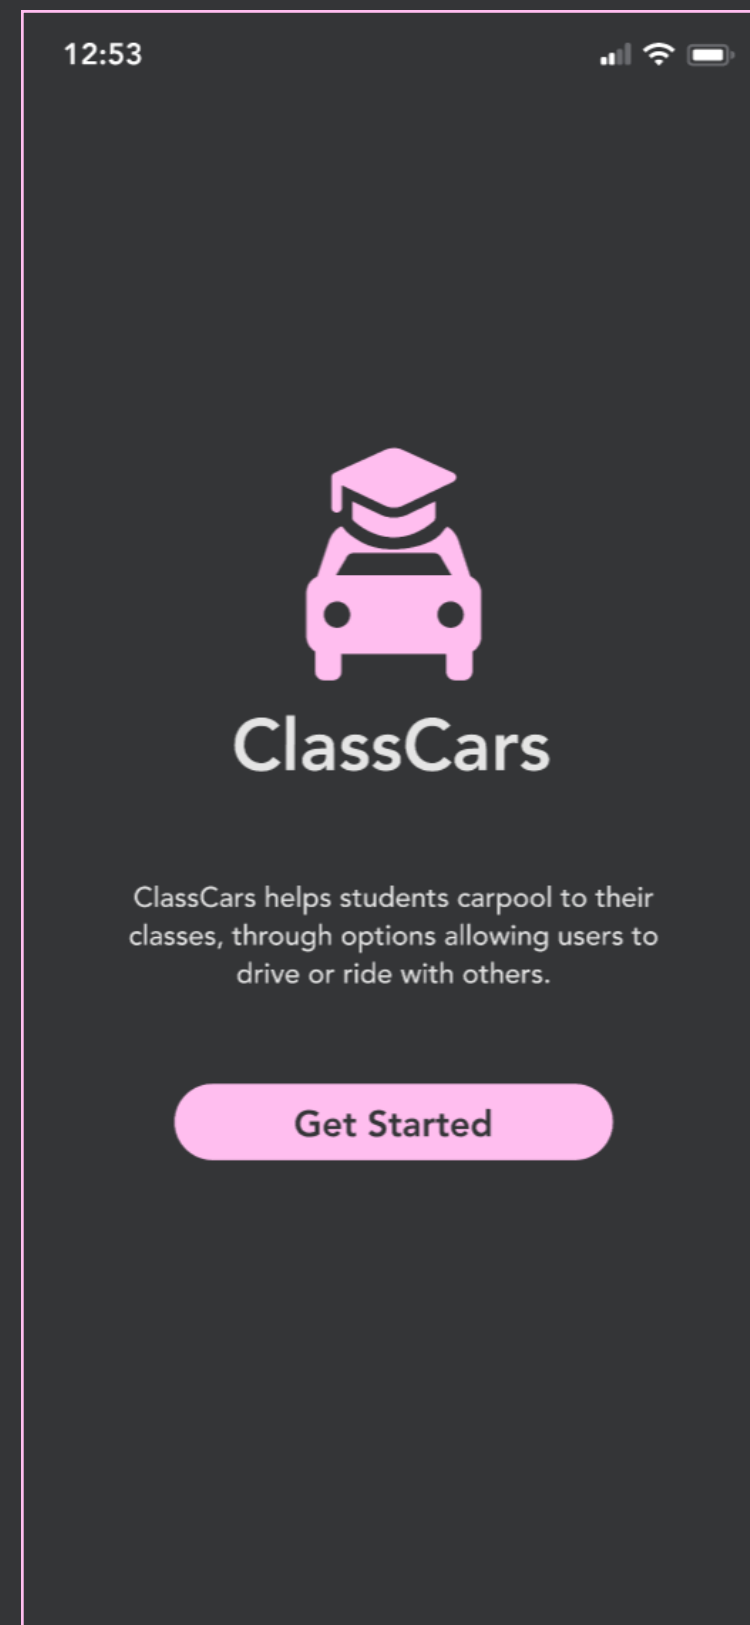 12:53
ClassCars
ClassCars helps students carpool to their
classes, through options allowing users to
drive or ride with others.
Get Started